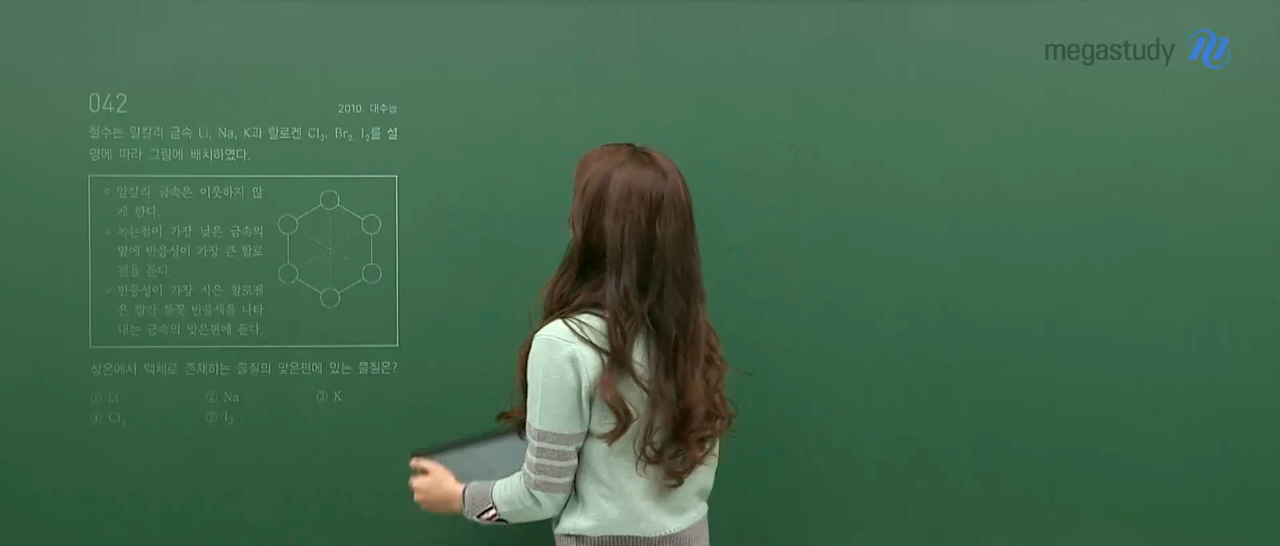 megastudy
042
2010. 대수능
철수는 알칼리 금속 Li, Na, K과 할로겐 Cl₂, Br₂, I₂를 설
명에 따라 그림에 배치하였다.
○ 알칼리 금속은 이웃하지 않
게 한다.
○ 녹는점이 가장 낮은 금속의
옆에 반응성이 가장 큰 할로
겐을 둔다.
○ 반응성이 가장 작은 할로겐
은 빨간 불꽃 반응색을 나타
내는 금속의 맞은편에 둔다.
상온에서 액체로 존재하는 물질의 맞은편에 있는 물질은?
① Li ② Na ③ K
④ Cl₂ ⑤ I₂